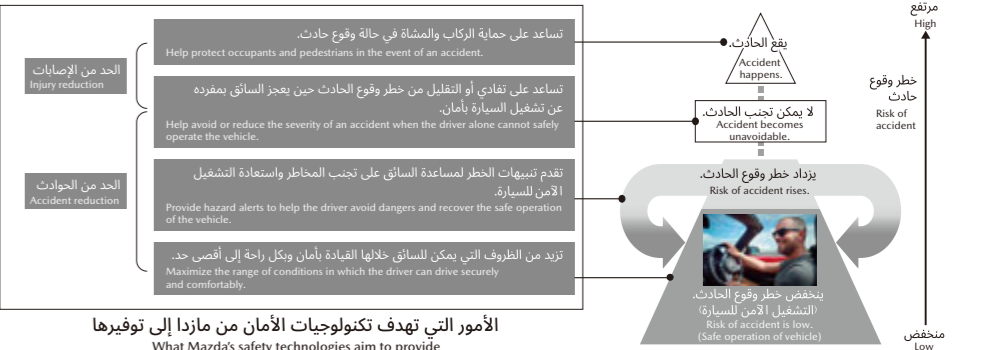 تساعد على حماية الركاب والمشاة في حالة وقوع حادث.
Help protect occupants and pedestrians in the event of an accident.
الحد من الإصابات
Injury reduction
تساعد على تفادي أو التقليل من خطر وقوع الحادث حين يعجز السائق بمفرده
عن تشغيل السيارة بأمان.
Help avoid or reduce the severity of an accident when the driver alone cannot safely
operate the vehicle.
الحد من الحوادث
Accident reduction
تقدم تنبيهات الخطر لمساعدة السائق على تجنب المخاطر واستعادة التشغيل
الآمن للسيارة.
Provide hazard alerts to help the driver avoid dangers and recover the safe operation
of the vehicle.
تزيد من الظروف التي يمكن للسائق خلالها القيادة بأمان وبكل راحة إلى أقصى حد.
Maximize the range of conditions in which the driver can drive securely
and comfortably.
الأمور التي تهدف تكنولوجيات الأمان من مازدا إلى توفيرها
What Mazda's safety technologies aim to provide
يقع الحادث.
Accident
happens.
لا يمكن تجنب الحادث.
Accident becomes
unavoidable.
يزداد خطر وقوع الحادث.
Risk of accident rises.
ينخفض خطر وقوع الحادث.
(التشغيل الآمن للسيارة)
Risk of accident is low.
(Safe operation of vehicle)
مرتفع
High
خطر وقوع
حادث
Risk of
accident
منخفض
Low